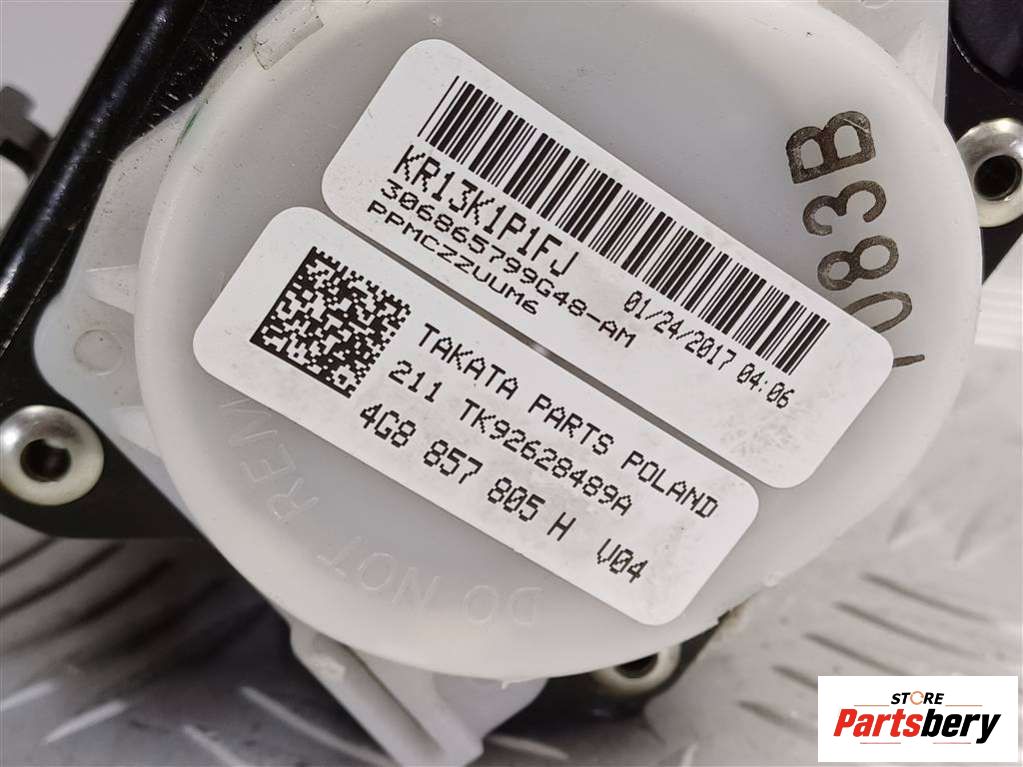 KR13K1P1FJ 01/24/2017 04:06
306865799G48-AM
PPMCZZUUM6
TAKATA PARTS POLAND
211 TK92628489A
4G8 857 805 H V04
083B
DO NOT REM
STORE
Partsbery